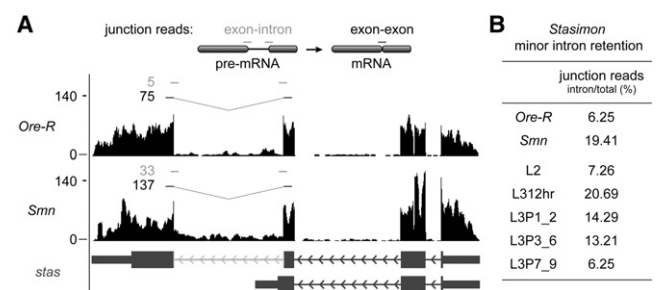 A
junction reads: exon-intron exon-exon
pre-mRNA mRNA
5
140
75
Ore-R
0
33
140
137
Smn
0
stas
B
Stasimon
minor intron retention
junction reads
intron/total (%)
Ore-R 6.25
Smn 19.41
L2 7.26
L312hr 20.69
L3P1_2 14.29
L3P3_6 13.21
L3P7_9 6.25